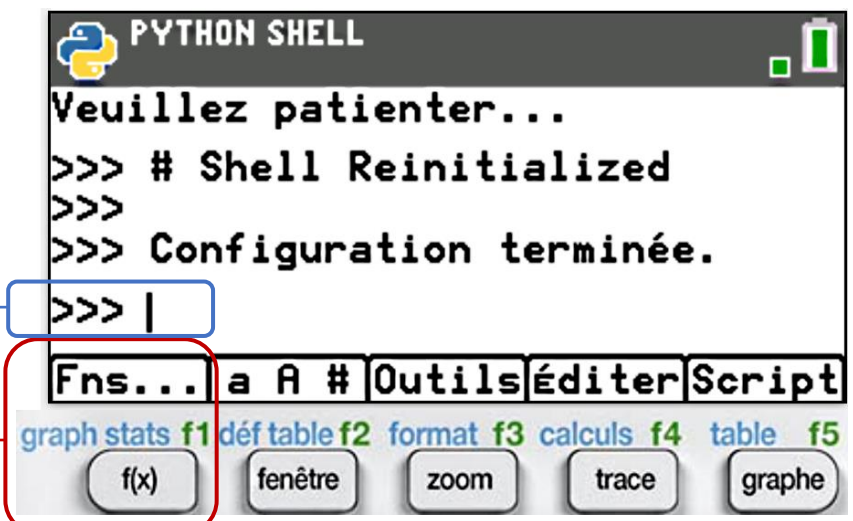 PYTHON SHELL
Veuillez patienter...
>>> # Shell Reinitialized
>>>
>>> Configuration terminée.
>>>
Fns... a A # Outils Éditer Script
graph stats f1 déf table f2 format f3 calculs f4 table f5
f(x) fenêtre zoom trace graphe